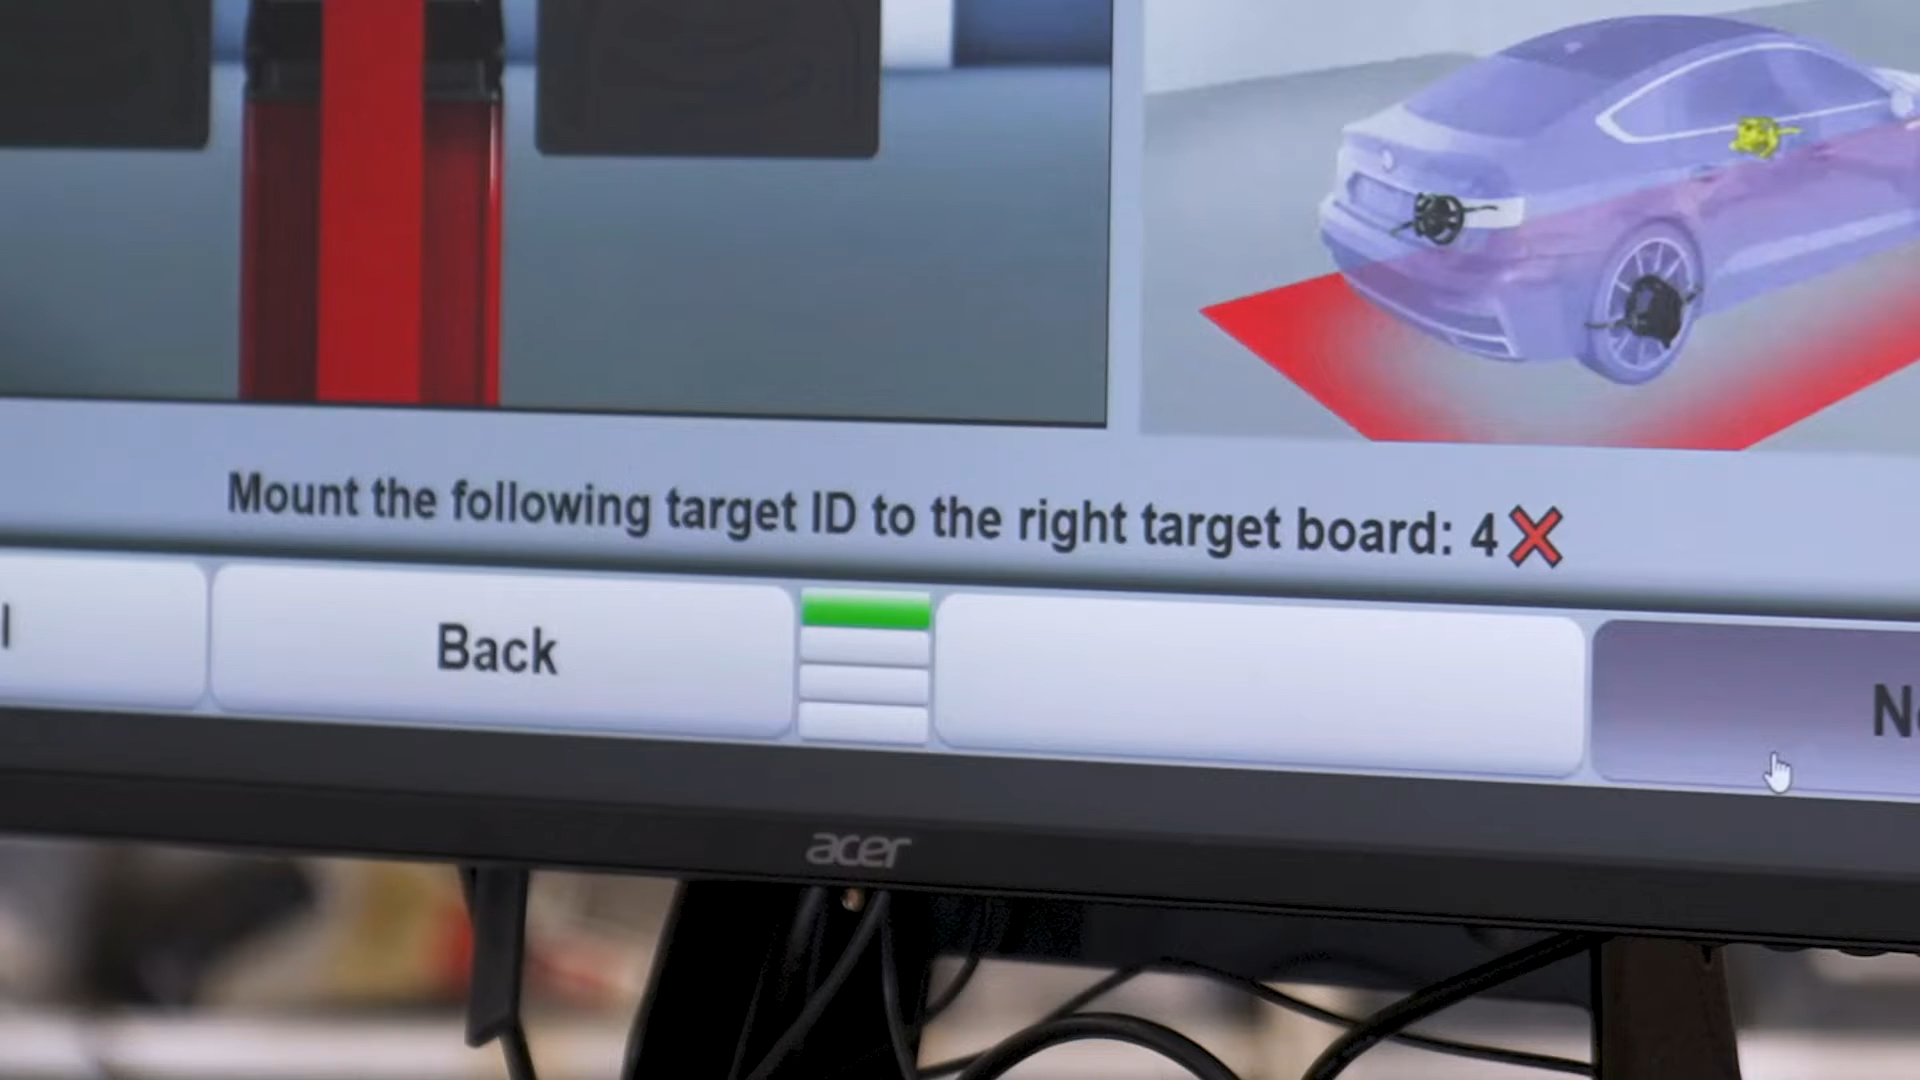 Mount the following target ID to the right target board: 4
Back
acer